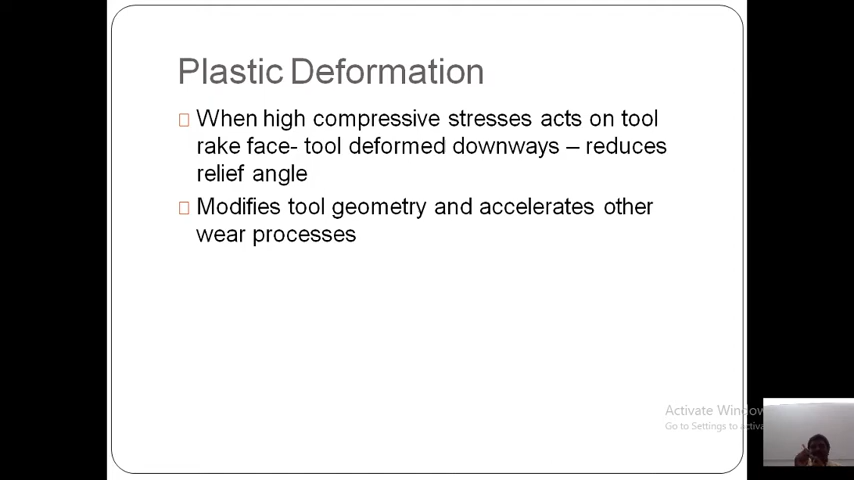 Plastic Deformation
When high compressive stresses acts on tool
rake face- tool deformed downways – reduces
relief angle
Modifies tool geometry and accelerates other
wear processes
Activate Window
Go to Settings to activa